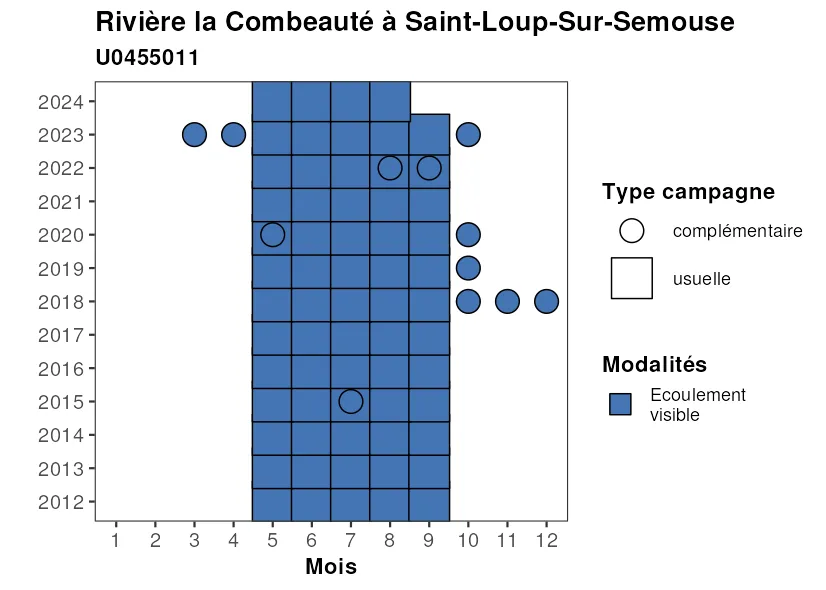 Rivière la Combeauté à Saint-Loup-Sur-Semouse
U0455011
2024
2023
2022
2021
2020
2019
2018
2017
2016
2015
2014
2013
2012
1 2 3 4 5 6 7 8 9 10 11 12
Mois
Type campagne
complémentaire
usuelle
Modalités
Ecoulement
visible